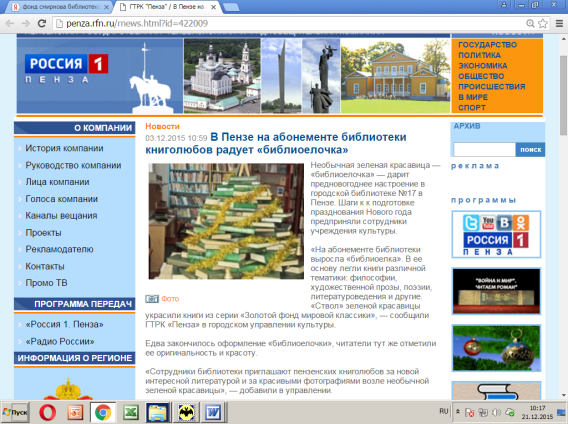 фонд смирнова библиотек
ГТРК "Пенза" / В Пензе на
penza.rfn.ru/rnews.html?id=422009
РОССИЯ 1
ПЕНЗА
ГОСУДАРСТВО
ПОЛИТИКА
ЭКОНОМИКА
ОБЩЕСТВО
ПРОИСШЕСТВИЯ
В МИРЕ
СПОРТ
О КОМПАНИИ
История компании
Руководство компании
Лица компании
Голоса компании
Каналы вещания
Проекты
Рекламодателю
Контакты
Промо ТВ
ПРОГРАММА ПЕРЕДАЧ
«Россия 1. Пенза»
«Радио России»
ИНФОРМАЦИЯ О РЕГИОНЕ
Новости
03.12.2015 10:59 В Пензе на абонементе библиотеки
книголюбов радует «библиоелочка»
Необычная зеленая красавица —
«библиоелочка» — дарит
предновогоднее настроение в
городской библиотеке №17 в
Пензе. Шаги к к подготовке
празднования Нового года
предприняли сотрудники
учреждения культуры.
«На абонементе библиотеки
выросла «библиоелка». В ее
основу легли книги различной
тематики: философии,
художественной прозы, поэзии,
литературоведения и другие.
«Ствол» зеленой красавицы
Фото
украсили книги из серии «Золотой фонд мировой классики», — сообщили
ГТРК «Пенза» в городском управлении культуры.
Едва закончилось оформление «библиоелочки», читатели тут же отметили
ее оригинальность и красоту.
«Сотрудники библиотеки приглашают пензенских книголюбов за новой
интересной литературой и за красивыми фотографиями возле необычной
зеленой красавицы», — добавили в управлении.
АРХИВ
ПОИСК
реклама
программы
You Tube
РОССИЯ 1
ПЕНЗА
"ВОЙНА И МИР".
ЧИТАЕМ РОМАН
Пуск
RU
10:17
21.12.2015